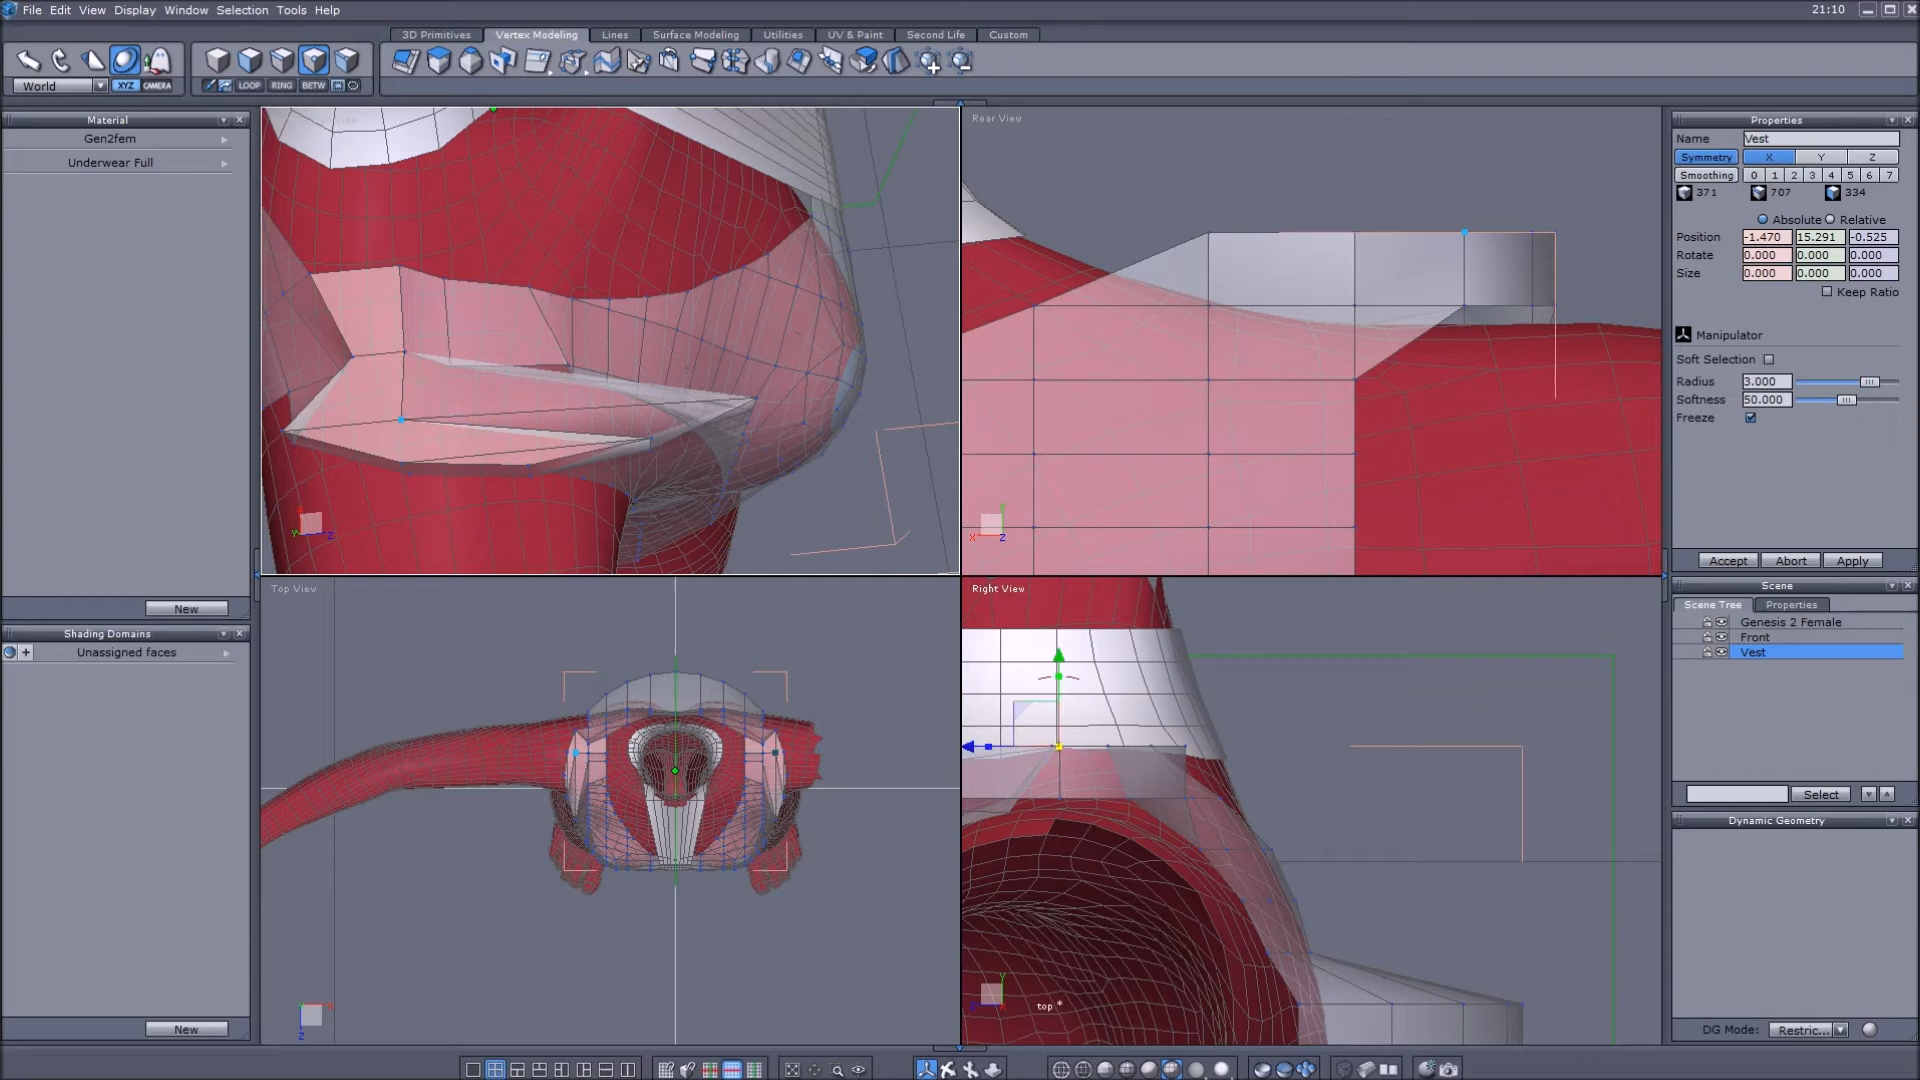 File Edit View Display Window Selection Tools Help
21:10
3D Primitives Vertex Modeling Lines Surface Modeling Utilities UV & Paint Second Life Custom
World XYZ CAMERA LOOP RING BETW
Material
Gen2fem
Underwear Full
New
Shading Domains
Unassigned faces
New
Rear View
Top View
Right View
top *
Properties
Name Vest
Symmetry X Y Z
Smoothing 0 1 2 3 4 5 6 7
371 707 334
Absolute Relative
Position -1.470 15.291 -0.525
Rotate 0.000 0.000 0.000
Size 0.000 0.000 0.000
Keep Ratio
Manipulator
Soft Selection
Radius 3.000
Softness 50.000
Freeze
Accept Abort Apply
Scene
Scene Tree Properties
Genesis 2 Female
Front
Vest
Select
Dynamic Geometry
DG Mode: Restric...